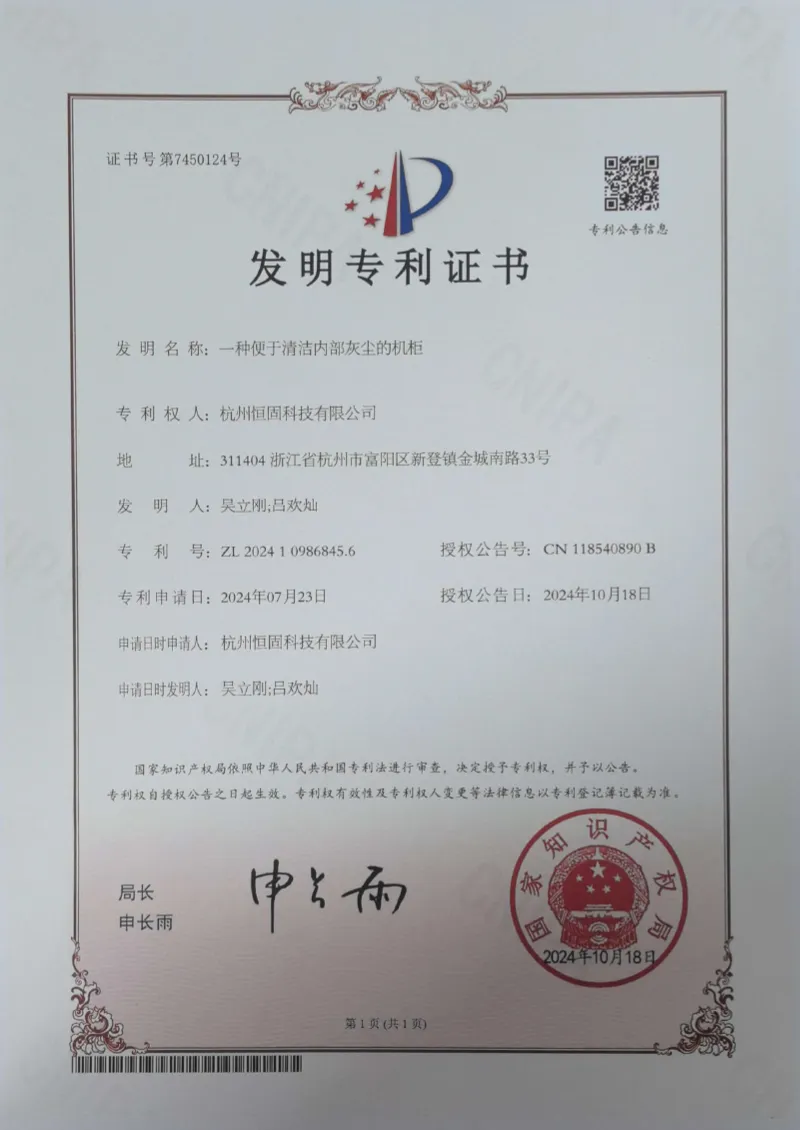 证书号第7450124号
专利公告信息
发明专利证书
发明名称：一种便于清洁内部灰尘的机柜
专利权人：杭州恒固科技有限公司
地址：311404 浙江省杭州市富阳区新登镇金城南路33号
发明人：吴立刚;吕欢灿
专利号：ZL 2024 1 0986845.6 授权公告号：CN 118540890 B
专利申请日：2024年07月23日 授权公告日：2024年10月18日
申请日时申请人：杭州恒固科技有限公司
申请日时发明人：吴立刚;吕欢灿
国家知识产权局依照中华人民共和国专利法进行审查，决定授予专利权，并予以公告。
专利权自授权公告之日起生效。专利权有效性及专利权人变更等法律信息以专利登记簿记载为准。
局长
申长雨
申长雨
国家知识产权局
2024年10月18日
第1页(共1页)
CNIPA